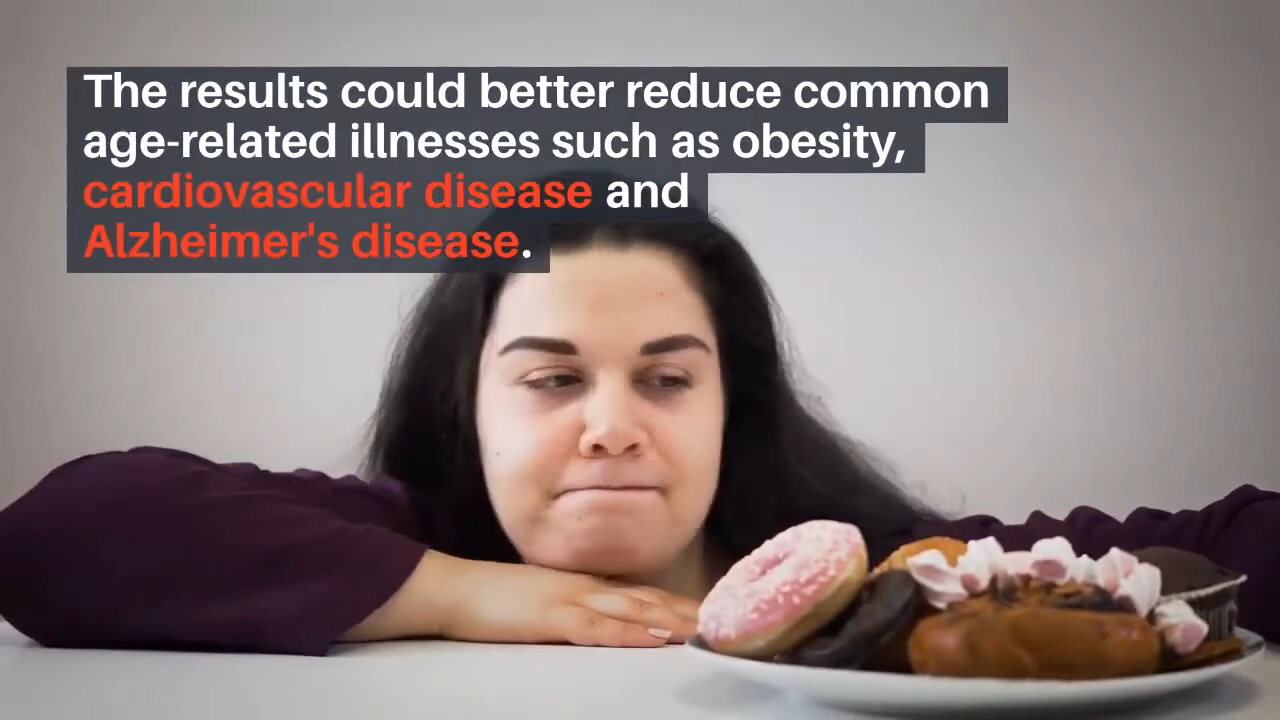 The results could better reduce common
age-related illnesses such as obesity,
cardiovascular disease and
Alzheimer's disease.